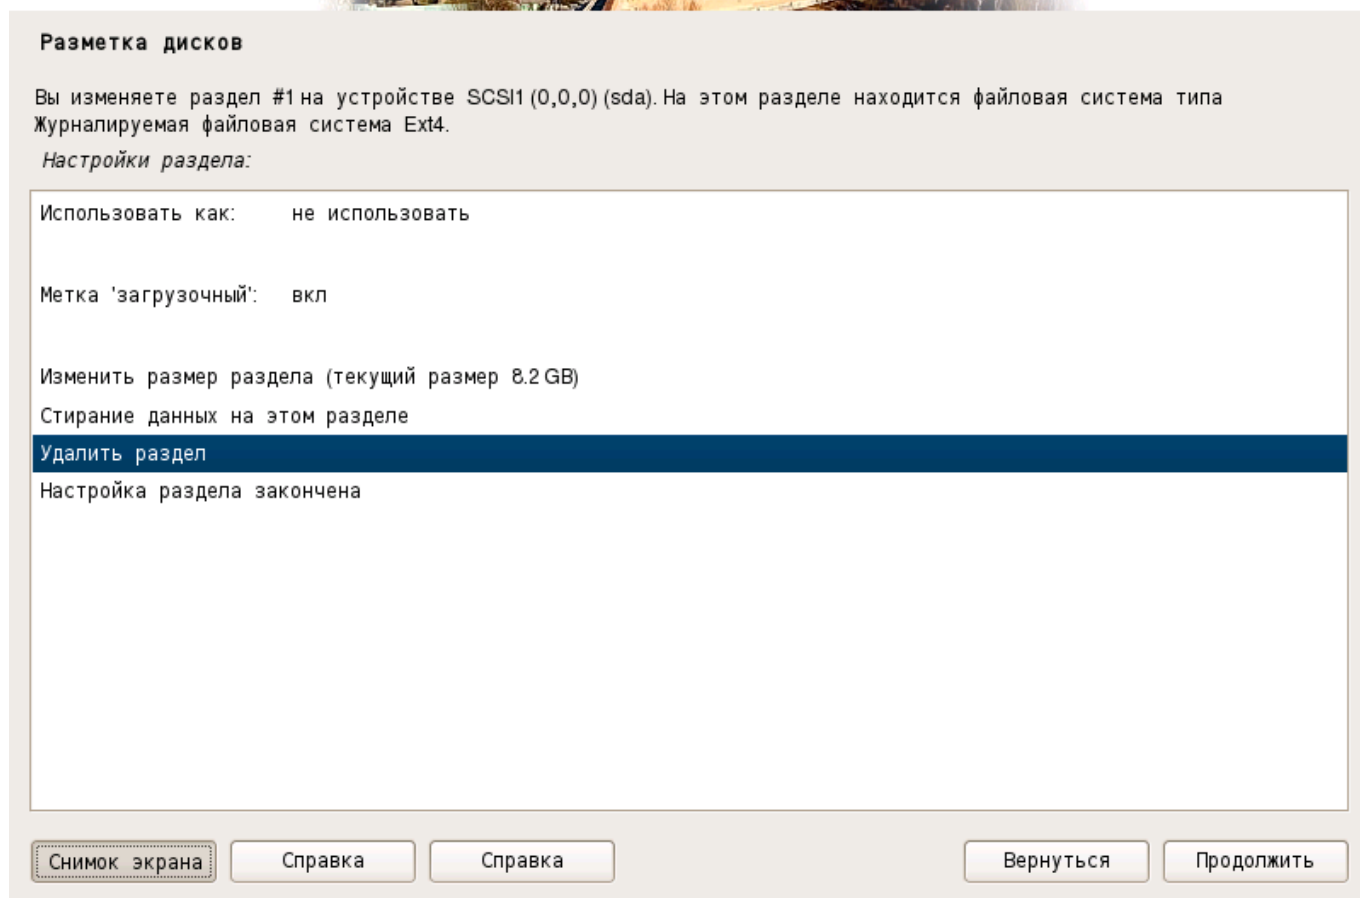 Разметка дисков
Вы изменяете раздел #1 на устройстве SCSI1 (0,0,0) (sda). На этом разделе находится файловая система типа
Журналируемая файловая система Ext4.
Настройки раздела:
Использовать как: не использовать
Метка 'загрузочный': вкл
Изменить размер раздела (текущий размер 8.2 GB)
Стирание данных на этом разделе
Удалить раздел
Настройка раздела закончена
Снимок экрана Справка Справка Вернуться Продолжить